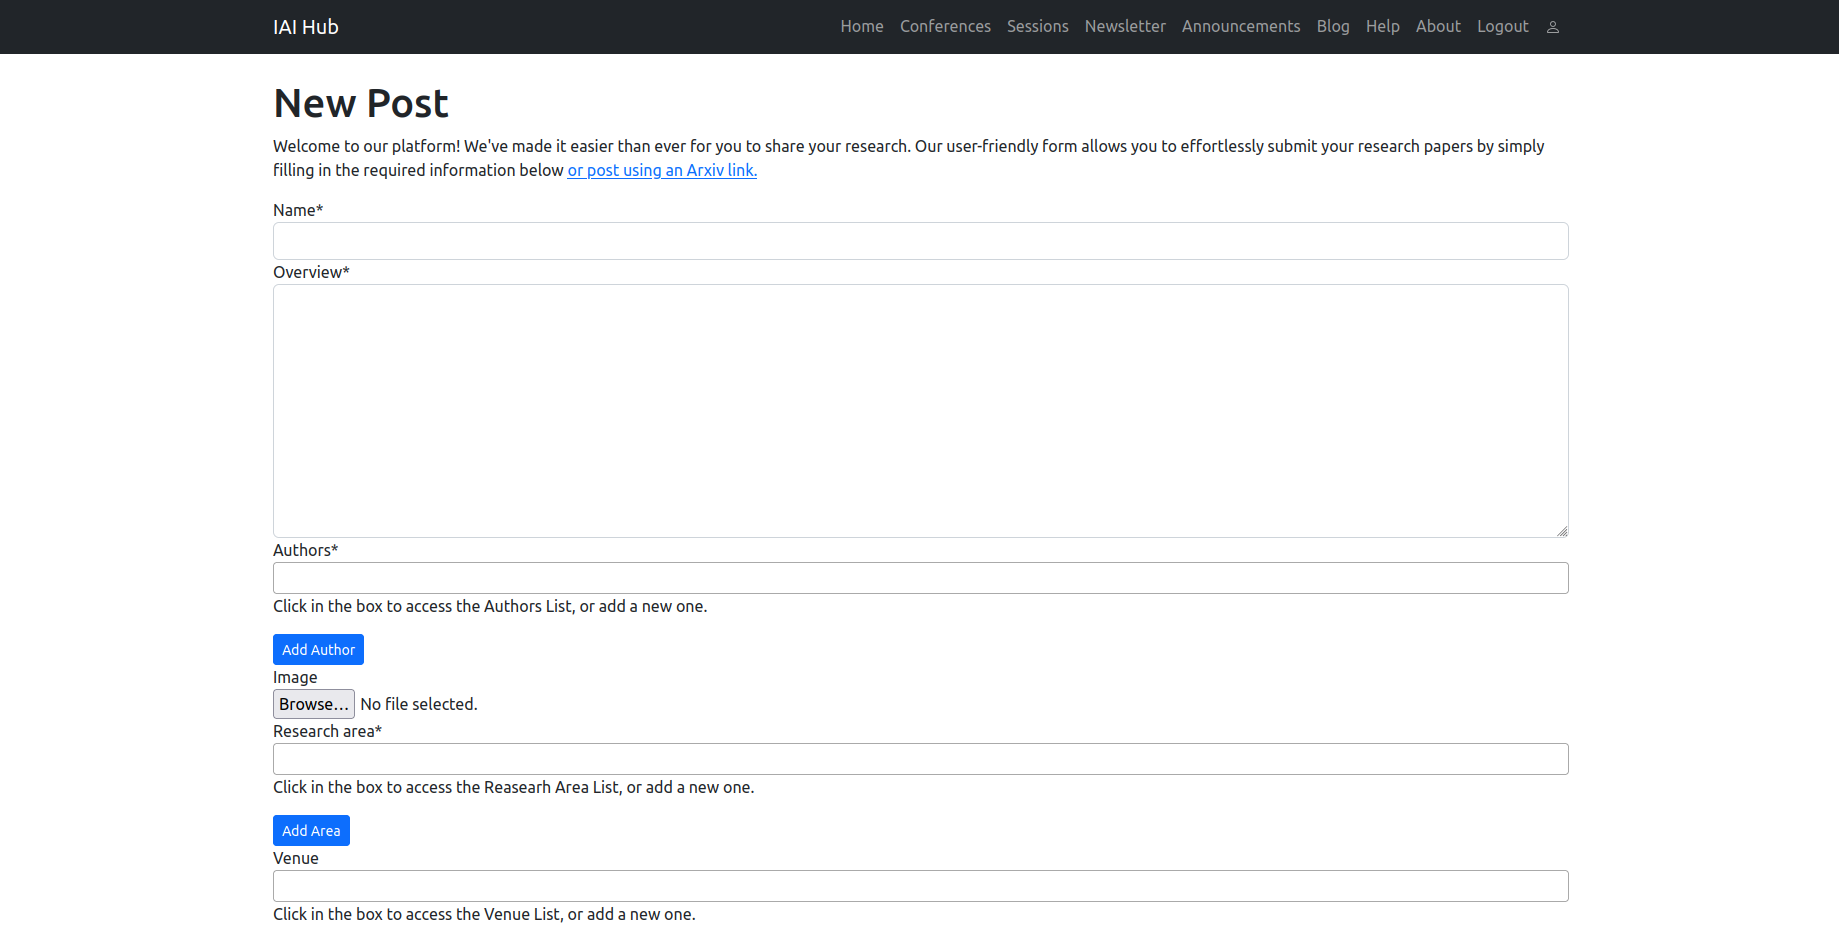 IAI Hub
Home Conferences Sessions Newsletter Announcements Blog Help About Logout
New Post
Welcome to our platform! We've made it easier than ever for you to share your research. Our user-friendly form allows you to effortlessly submit your research papers by simply
filling in the required information below or post using an Arxiv link.
Name*
Overview*
Authors*
Click in the box to access the Authors List, or add a new one.
Add Author
Image
Browse... No file selected.
Research area*
Click in the box to access the Reasearh Area List, or add a new one.
Add Area
Venue
Click in the box to access the Venue List, or add a new one.